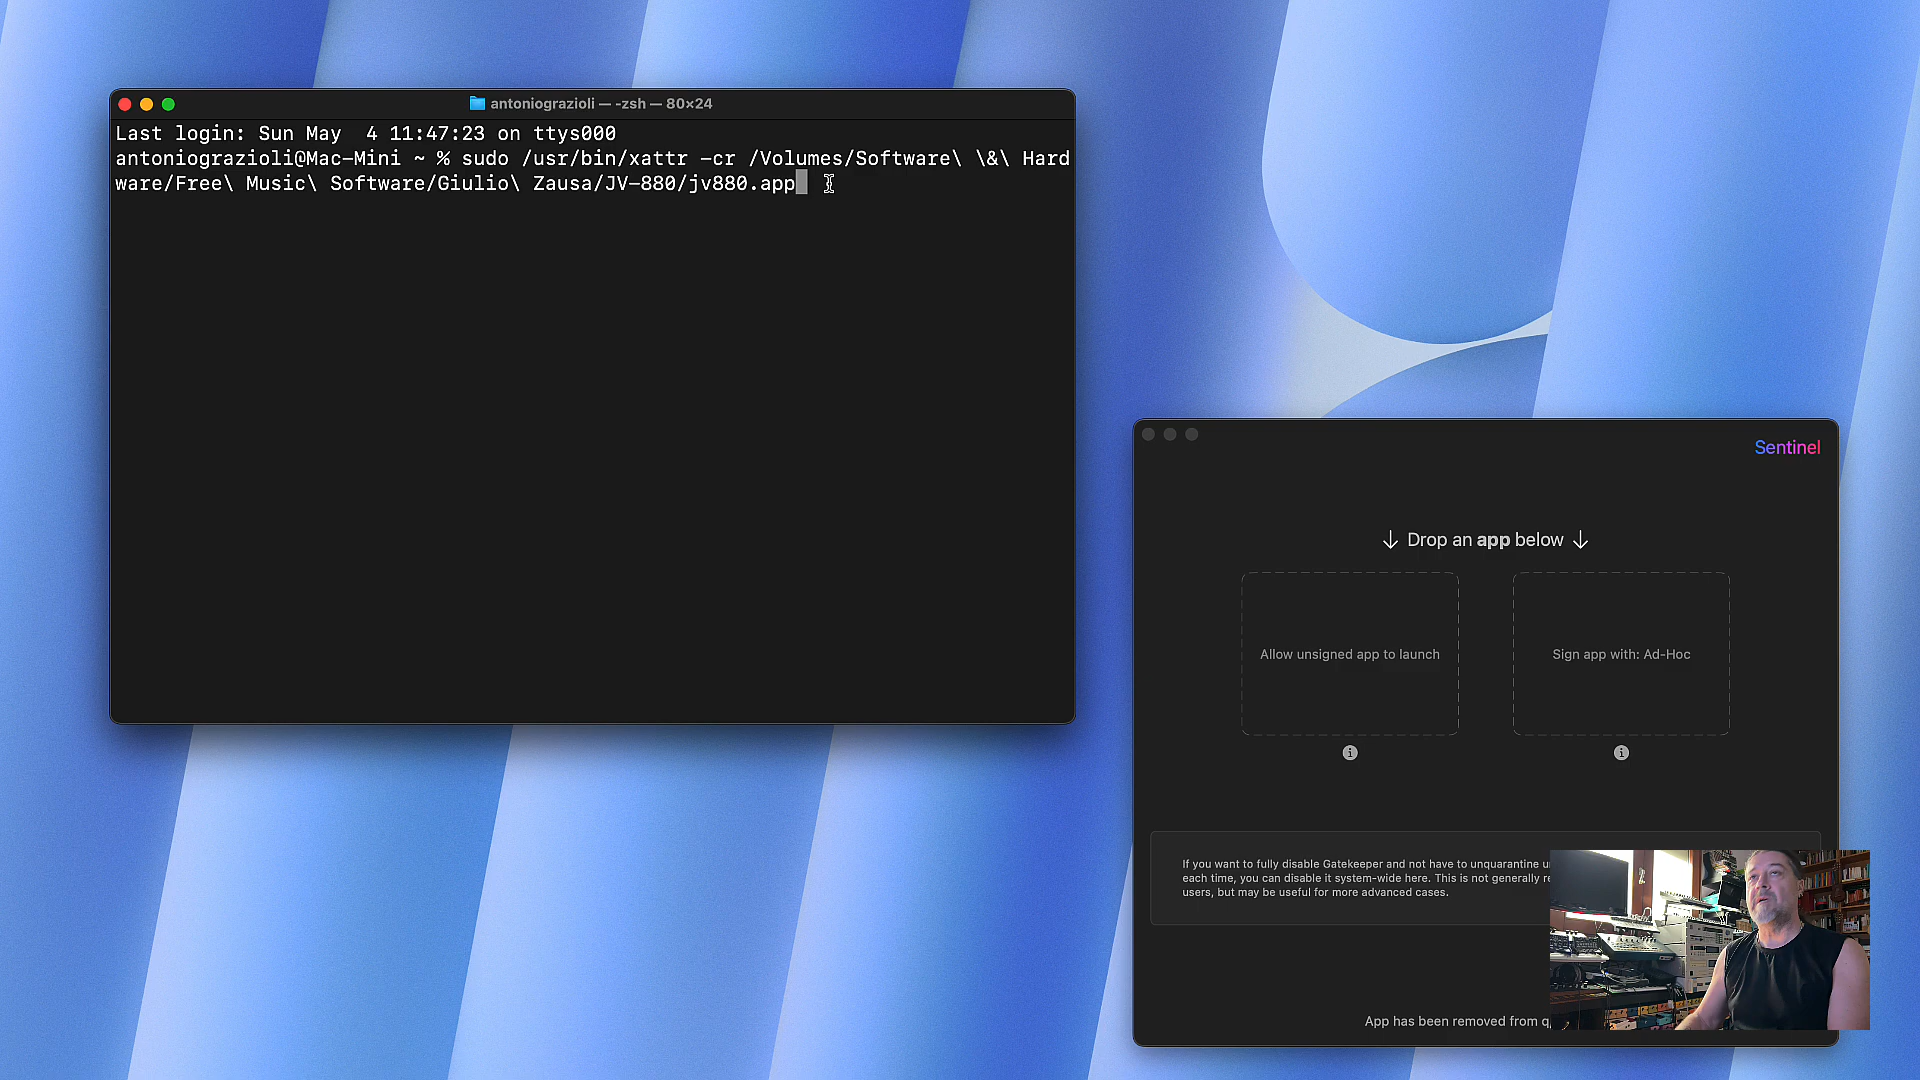 antoniograzioli — -zsh — 80×24
Last login: Sun May  4 11:47:23 on ttys000
antoniograzioli@Mac-Mini ~ % sudo /usr/bin/xattr -cr /Volumes/Software\ \&\ Hard
ware/Free\ Music\ Software/Giulio\ Zausa/JV-880/jv880.app
Sentinel
↓ Drop an app below ↓
Allow unsigned app to launch
Sign app with: Ad-Hoc
If you want to fully disable Gatekeeper and not have to unquarantine
each time, you can disable it system-wide here. This is not generally
users, but may be useful for more advanced cases.
App has been removed from